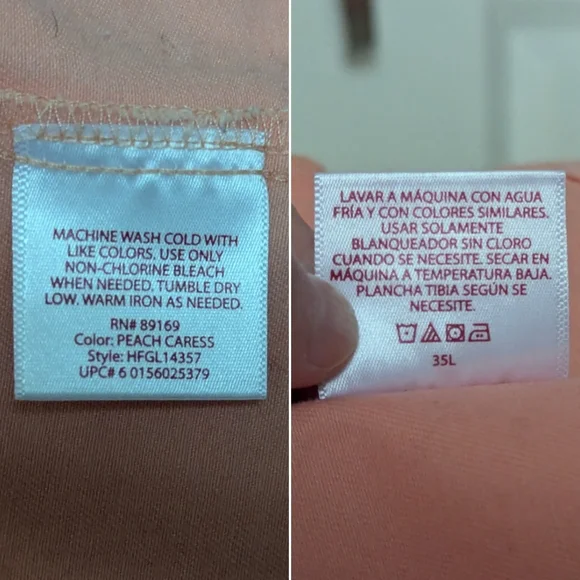 MACHINE WASH COLD WITH
LIKE COLORS, USE ONLY
NON-CHLORINE BLEACH
WHEN NEEDED. TUMBLE DRY
LOW. WARM IRON AS NEEDED.
RN# 89169
Color: PEACH CARESS
Style: HFGL14357
UPC# 6 0156025379
LAVAR A MÁQUINA CON AGUA
FRÍA Y CON COLORES SIMILARES.
USAR SOLAMENTE
BLANQUEADOR SIN CLORO
CUANDO SE NECESITE. SECAR EN
MÁQUINA A TEMPERATURA BAJA.
PLANCHA TIBIA SEGÚN SE
NECESITE.
35L